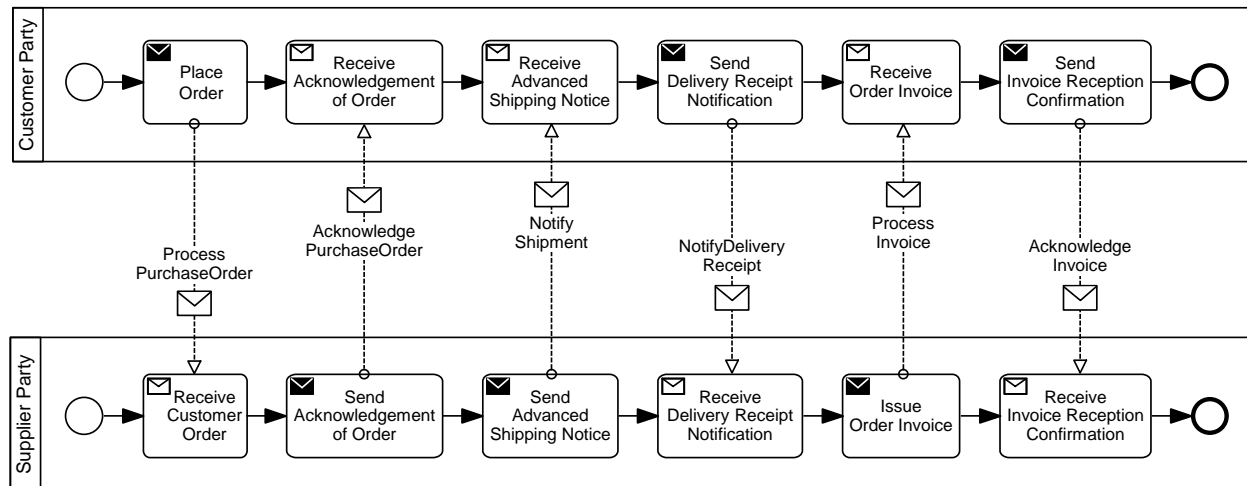 Customer Party
Place
Order
Receive
Acknowledgement
of Order
Receive
Advanced
Shipping Notice
Send
Delivery Receipt
Notification
Receive
Order Invoice
Send
Invoice Reception
Confirmation
Process
PurchaseOrder
Acknowledge
PurchaseOrder
Notify
Shipment
NotifyDelivery
Receipt
Process
Invoice
Acknowledge
Invoice
Supplier Party
Receive
Customer
Order
Send
Acknowledgement
of Order
Send
Advanced
Shipping Notice
Receive
Delivery Receipt
Notification
Issue
Order Invoice
Receive
Invoice Reception
Confirmation